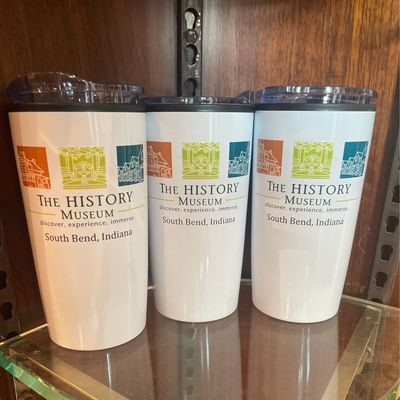 The HISTORY
MUSEUM
discover. experience. immerse.
South Bend, Indiana
The HISTORY
MUSEUM
discover. experience. immerse.
South Bend, Indiana
The HISTORY
MUSEUM
discover. experience. immerse.
South Bend, Indiana